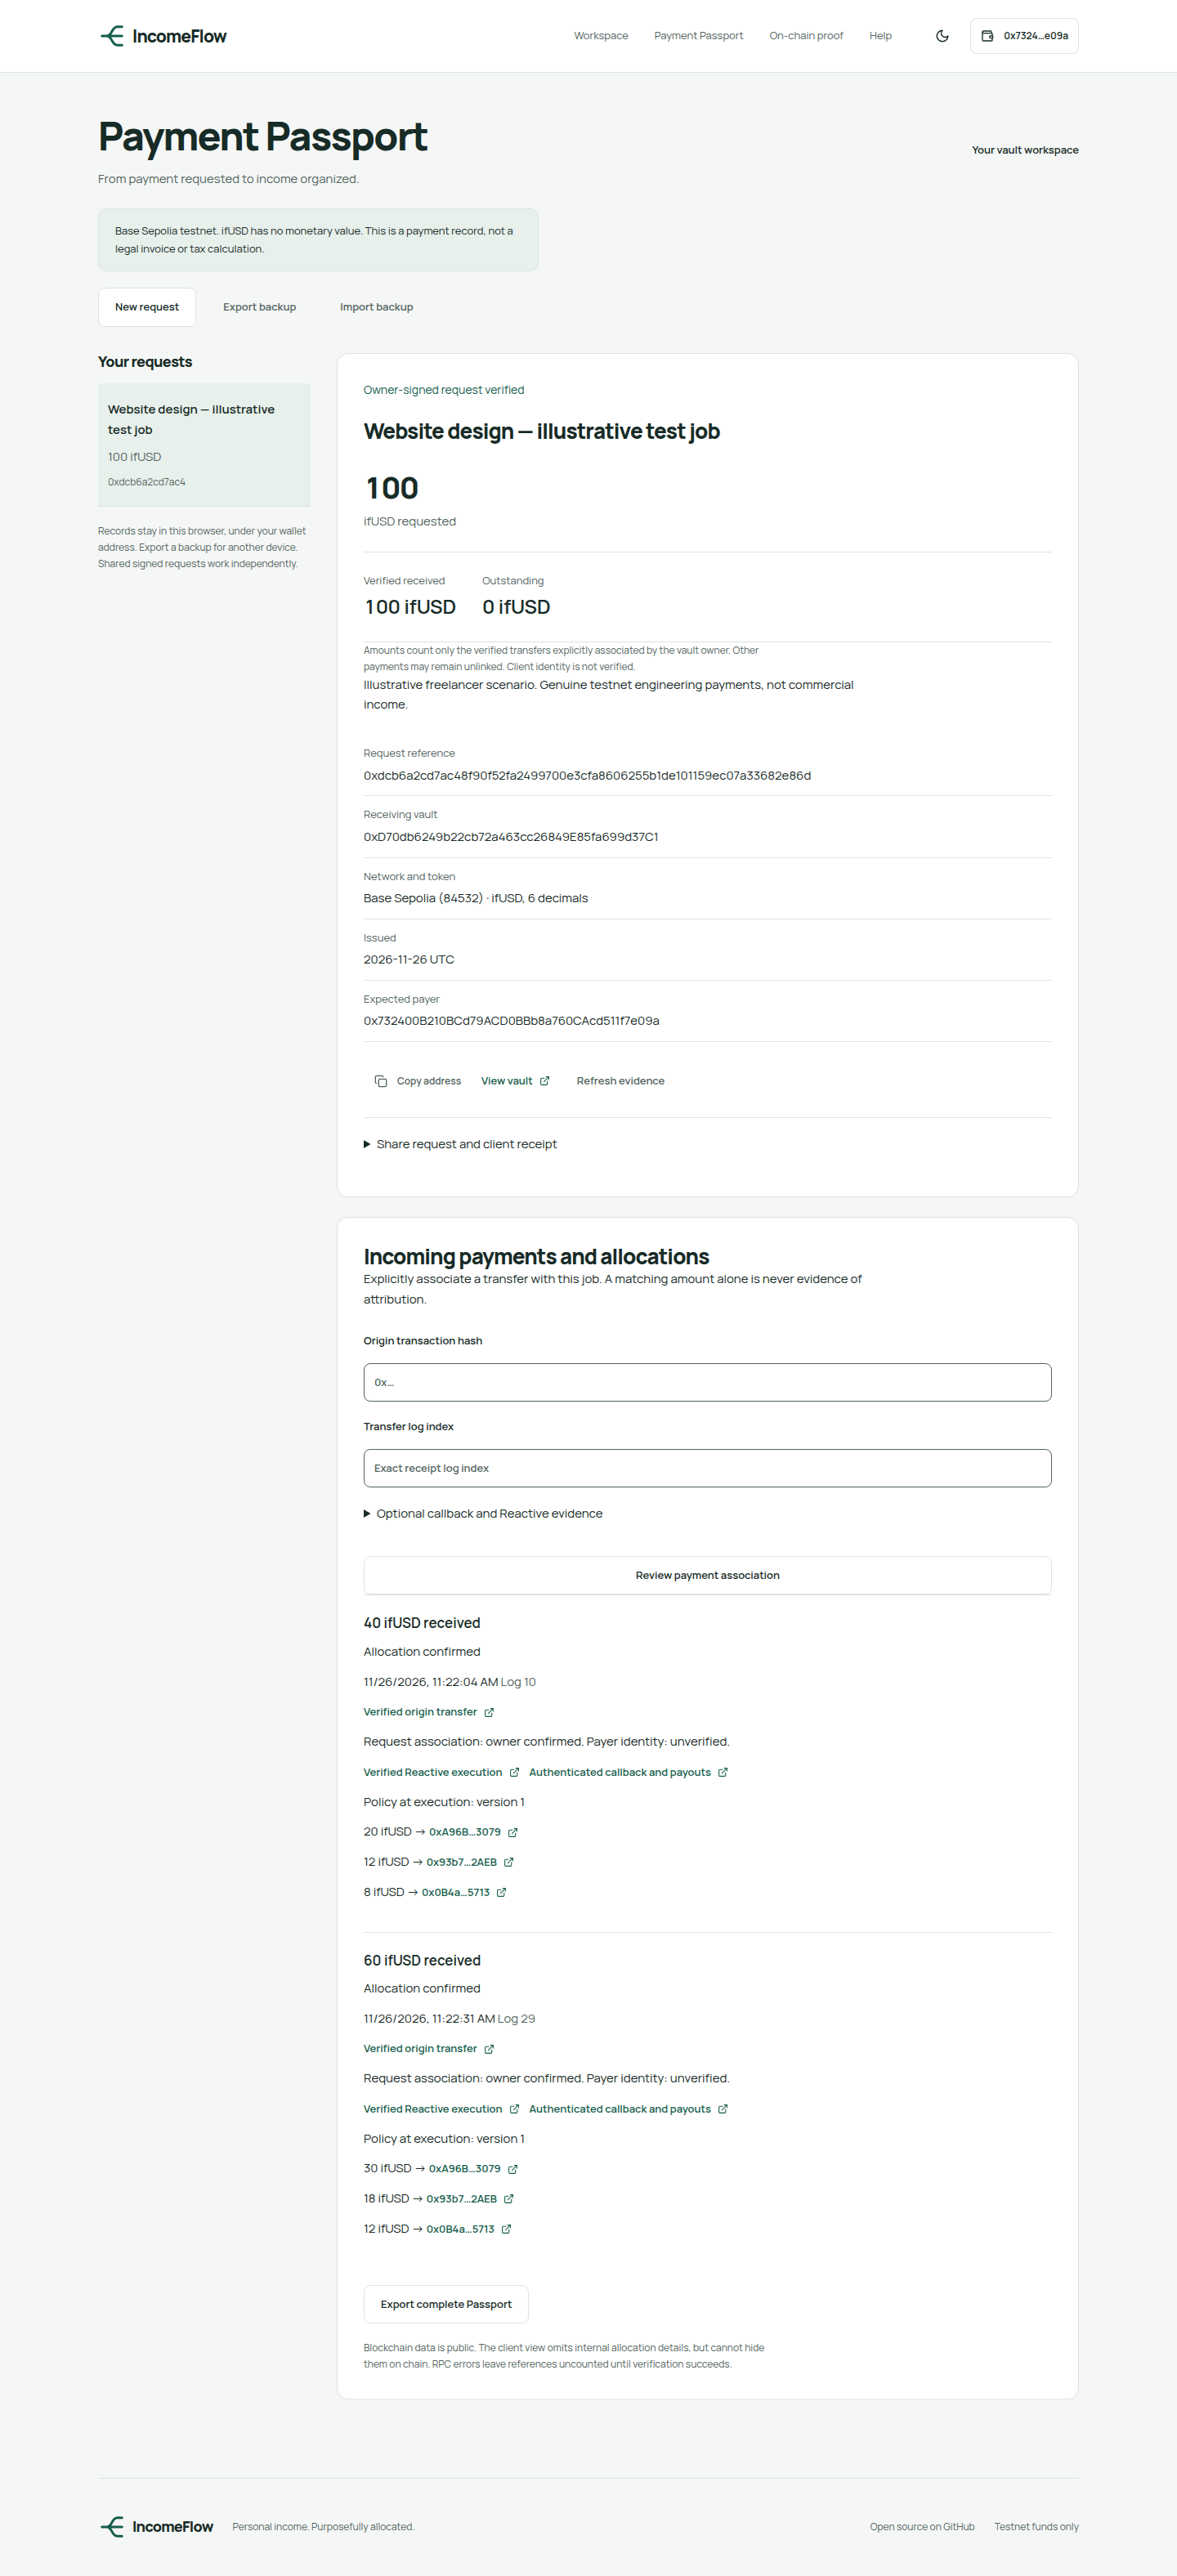 IncomeFlow
Workspace
Payment Passport
On-chain proof
Help
0x7324...e09a
Payment Passport
Your vault workspace
From payment requested to income organized.
Base Sepolia testnet. ifUSD has no monetary value. This is a payment record, not a
legal invoice or tax calculation.
New request
Export backup
Import backup
Your requests
Website design — illustrative
test job
100 ifUSD
0xdcb6a2cd7ac4
Records stay in this browser, under your wallet
address. Export a backup for another device.
Shared signed requests work independently.
Owner-signed request verified
Website design — illustrative test job
100
ifUSD requested
Verified received
Outstanding
100 ifUSD
0 ifUSD
Amounts count only the verified transfers explicitly associated by the vault owner. Other
payments may remain unlinked. Client identity is not verified.
Illustrative freelancer scenario. Genuine testnet engineering payments, not commercial
income.
Request reference
0xdcb6a2cd7ac48f90f52fa2499700e3cfa8606255b1de101159ec07a33682e86d
Receiving vault
0xD70db6249b22cb72a463cc26849E85fa699d37C1
Network and token
Base Sepolia (84532) · ifUSD, 6 decimals
Issued
2026-11-26 UTC
Expected payer
0x732400B210BCd79ACD0BBb8a760CAcd511f7e09a
Copy address
View vault
Refresh evidence
Share request and client receipt
Incoming payments and allocations
Explicitly associate a transfer with this job. A matching amount alone is never evidence of
attribution.
Origin transaction hash
0x...
Transfer log index
Exact receipt log index
Optional callback and Reactive evidence
Review payment association
40 ifUSD received
Allocation confirmed
11/26/2026, 11:22:04 AM Log 10
Verified origin transfer
Request association: owner confirmed. Payer identity: unverified.
Verified Reactive execution
Authenticated callback and payouts
Policy at execution: version 1
20 ifUSD → 0xA96B...3079
12 ifUSD → 0x93b7...2AEB
8 ifUSD → 0x0B4a...5713
60 ifUSD received
Allocation confirmed
11/26/2026, 11:22:31 AM Log 29
Verified origin transfer
Request association: owner confirmed. Payer identity: unverified.
Verified Reactive execution
Authenticated callback and payouts
Policy at execution: version 1
30 ifUSD → 0xA96B...3079
18 ifUSD → 0x93b7...2AEB
12 ifUSD → 0x0B4a...5713
Export complete Passport
Blockchain data is public. The client view omits internal allocation details, but cannot hide
them on chain. RPC errors leave references uncounted until verification succeeds.
IncomeFlow
Personal income. Purposefully allocated.
Open source on GitHub
Testnet funds only